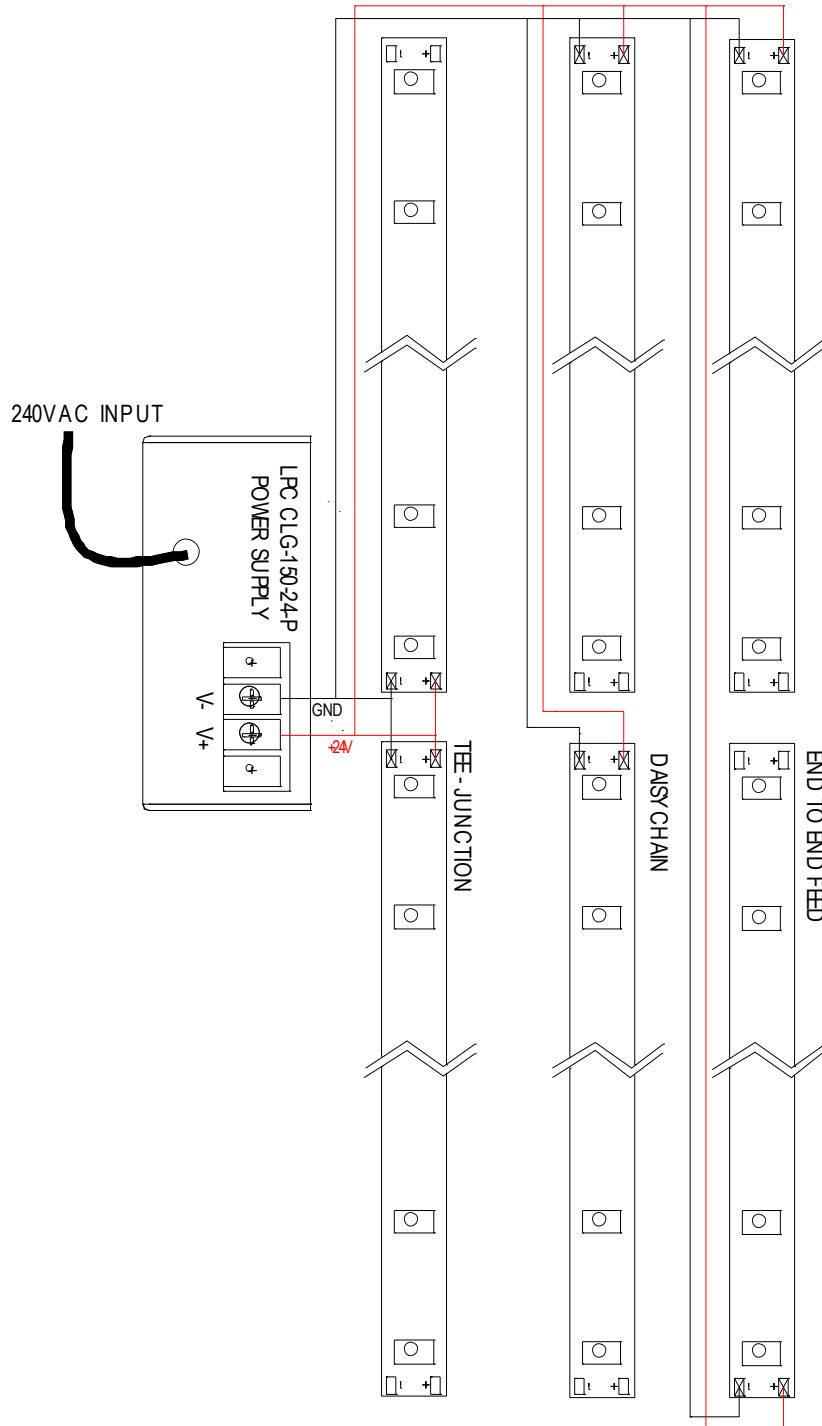 240VAC INPUT
LPC CLG-150-24-P
POWER SUPPLY
V- V+
GND
+24V
TEE-JUNCTION
DAISY CHAIN
END TO END FEED
- +
- +
- +
- +
- +
- +
- +
- +
- +
- +
- +
- +